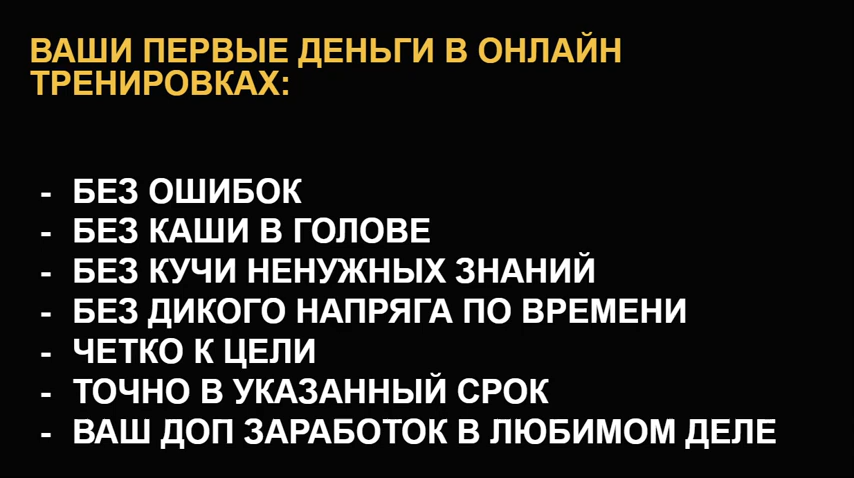 ВАШИ ПЕРВЫЕ ДЕНЬГИ В ОНЛАЙН
ТРЕНИРОВКАХ:
- БЕЗ ОШИБОК
- БЕЗ КАШИ В ГОЛОВЕ
- БЕЗ КУЧИ НЕНУЖНЫХ ЗНАНИЙ
- БЕЗ ДИКОГО НАПРЯГА ПО ВРЕМЕНИ
- ЧЕТКО К ЦЕЛИ
- ТОЧНО В УКАЗАННЫЙ СРОК
- ВАШ ДОП ЗАРАБОТОК В ЛЮБИМОМ ДЕЛЕ